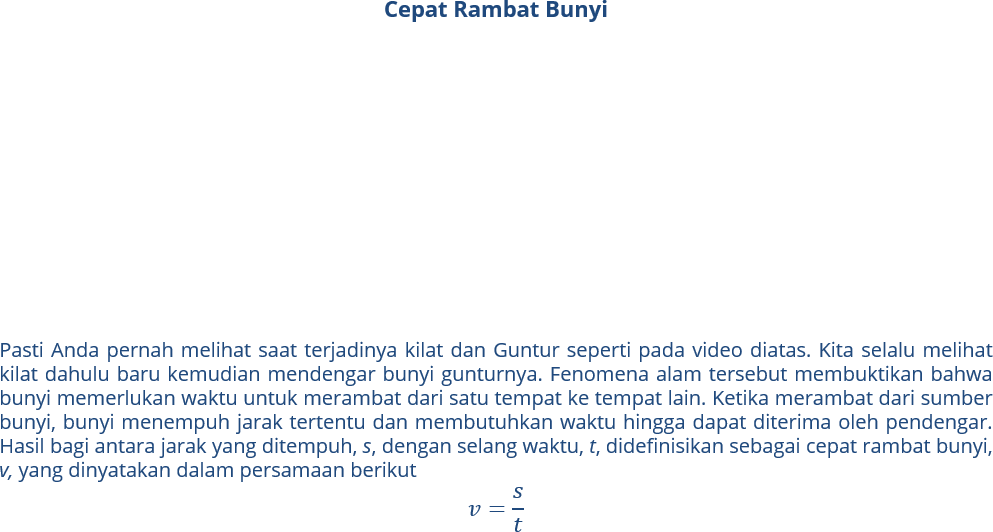 Cepat Rambat Bunyi
Pasti Anda pernah melihat saat terjadinya kilat dan Guntur seperti pada video diatas. Kita selalu melihat
kilat dahulu baru kemudian mendengar bunyi gunturnya. Fenomena alam tersebut membuktikan bahwa
bunyi memerlukan waktu untuk merambat dari satu tempat ke tempat lain. Ketika merambat dari sumber
bunyi, bunyi menempuh jarak tertentu dan membutuhkan waktu hingga dapat diterima oleh pendengar.
Hasil bagi antara jarak yang ditempuh, s, dengan selang waktu, t, didefinisikan sebagai cepat rambat bunyi,
v, yang dinyatakan dalam persamaan berikut
v = s/t